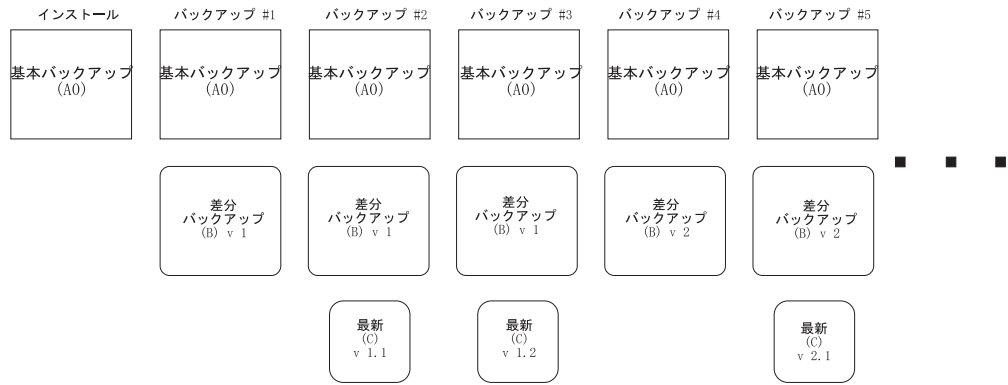 インストール
バックアップ #1
バックアップ #2
バックアップ #3
バックアップ #4
バックアップ #5
基本バックアップ
(A0)
基本バックアップ
(A0)
基本バックアップ
(A0)
基本バックアップ
(A0)
基本バックアップ
(A0)
基本バックアップ
(A0)
差分
バックアップ
(B) v 1
差分
バックアップ
(B) v 1
差分
バックアップ
(B) v 1
差分
バックアップ
(B) v 2
差分
バックアップ
(B) v 2
最新
(C)
v 1.1
最新
(C)
v 1.2
最新
(C)
v 2.1